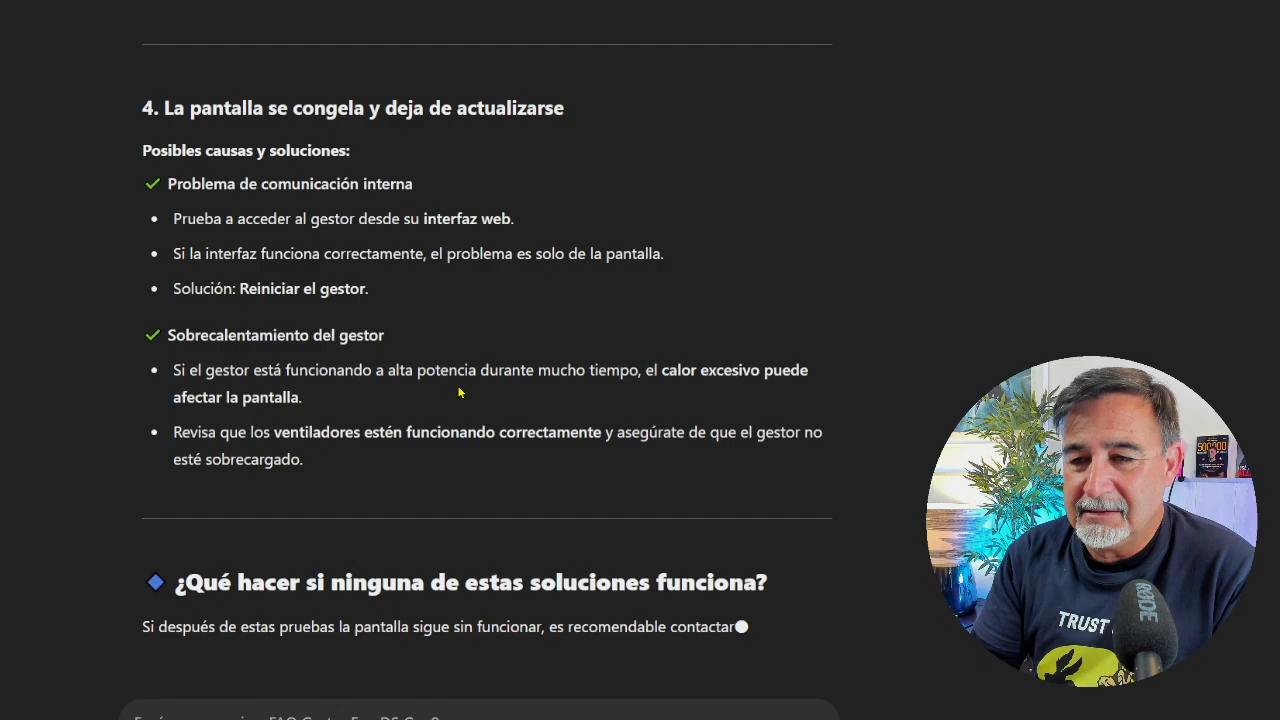 4. La pantalla se congela y deja de actualizarse
Posibles causas y soluciones:
Problema de comunicación interna
Prueba a acceder al gestor desde su interfaz web.
Si la interfaz funciona correctamente, el problema es solo de la pantalla.
Solución: Reiniciar el gestor.
Sobrecalentamiento del gestor
Si el gestor está funcionando a alta potencia durante mucho tiempo, el calor excesivo puede
afectar la pantalla.
Revisa que los ventiladores estén funcionando correctamente y asegúrate de que el gestor no
esté sobrecargado.
¿Qué hacer si ninguna de estas soluciones funciona?
Si después de estas pruebas la pantalla sigue sin funcionar, es recomendable contactar
RØDE
TRUST
500000